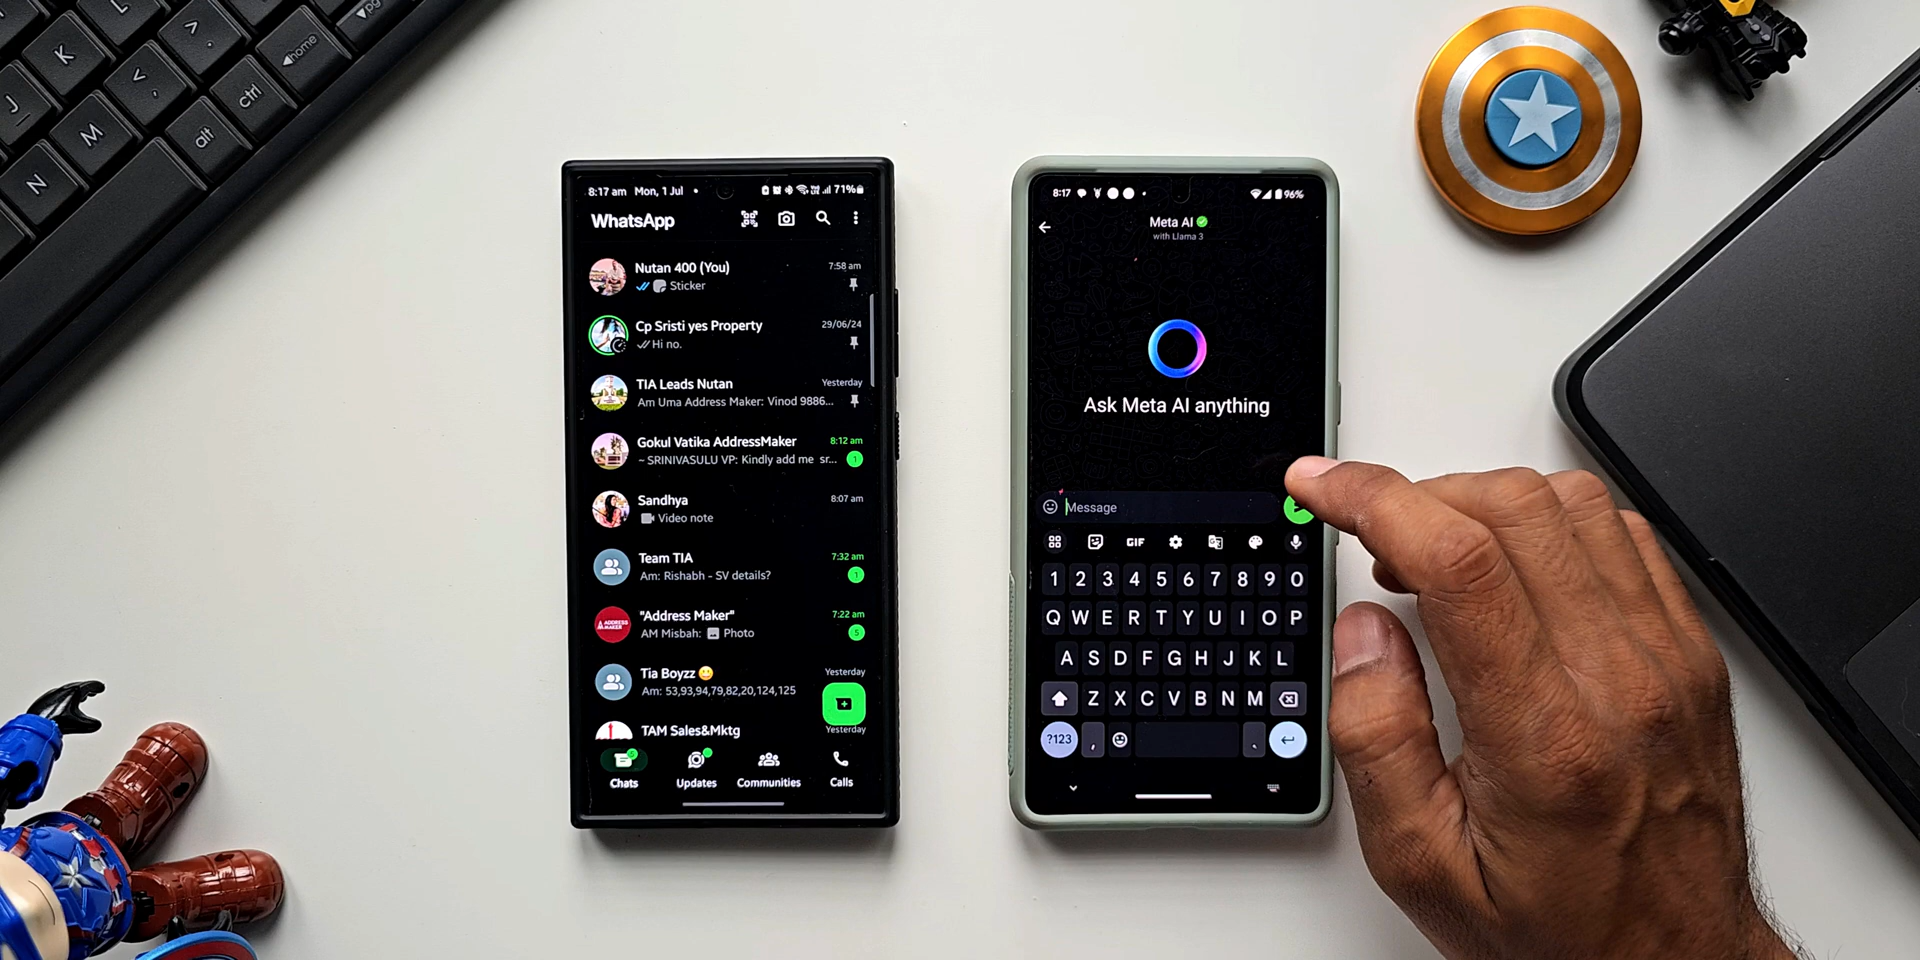 K
L
>
.
▲pg
▲home
J
<
,
ctrl
M
alt
N
8:17 am Mon, 1 Jul
71%
WhatsApp
Nutan 400 (You)
7:58 am
Sticker
Cp Sristi yes Property
29/06/24
Hi no.
TIA Leads Nutan
Yesterday
Am Uma Address Maker: Vinod 9886...
Gokul Vatika AddressMaker
8:12 am
~ SRINIVASULU VP: Kindly add me sr...
1
Sandhya
8:07 am
Video note
Team TIA
7:32 am
Am: Rishabh - SV details?
1
ADDRESS MAKER
"Address Maker"
7:22 am
AM Misbah: Photo
5
Tia Boyzz 
Yesterday
Am: 53,93,94,79,82,20,124,125
TAM Sales&Mktg
Yesterday
Chats
Updates
Communities
Calls
8:17
96%
Meta AI
with Llama 3
Ask Meta AI anything
Message
GIF
1 2 3 4 5 6 7 8 9 0
Q W E R T Y U I O P
A S D F G H J K L
Z X C V B N M
?123 , .